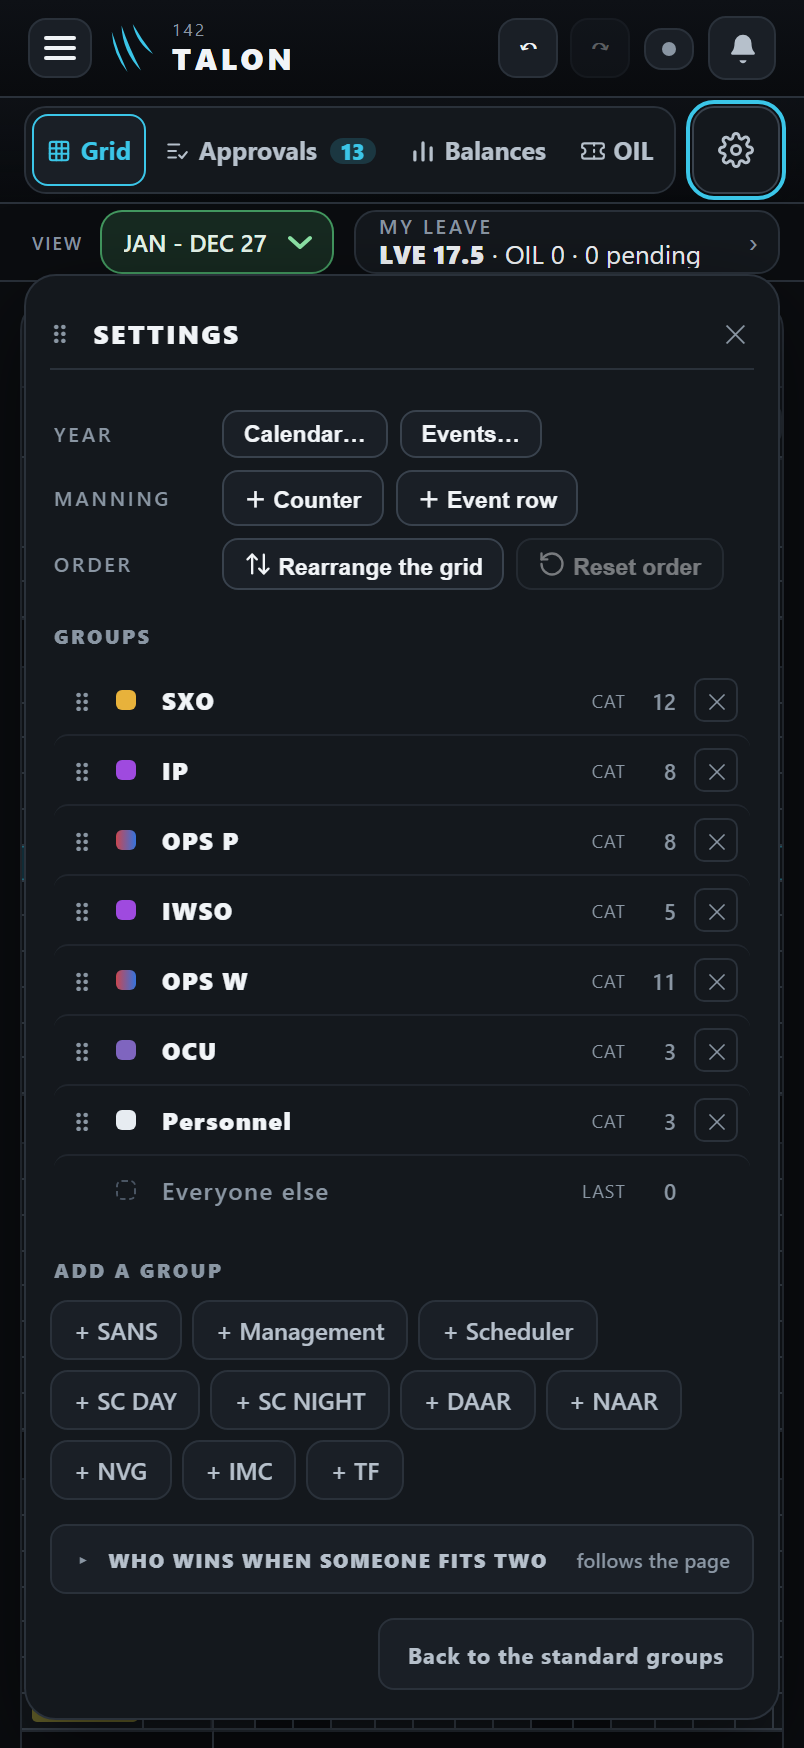 142
TALON
Grid
Approvals 13
Balances
OIL
VIEW
JAN - DEC 27
MY LEAVE
LVE 17.5 · OIL 0 · 0 pending
SETTINGS
YEAR
Calendar...
Events...
MANNING
+ Counter
+ Event row
ORDER
Rearrange the grid
Reset order
GROUPS
SXO CAT 12
IP CAT 8
OPS P CAT 8
IWSO CAT 5
OPS W CAT 11
OCU CAT 3
Personnel CAT 3
Everyone else LAST 0
ADD A GROUP
+ SANS
+ Management
+ Scheduler
+ SC DAY
+ SC NIGHT
+ DAAR
+ NAAR
+ NVG
+ IMC
+ TF
WHO WINS WHEN SOMEONE FITS TWO follows the page
Back to the standard groups